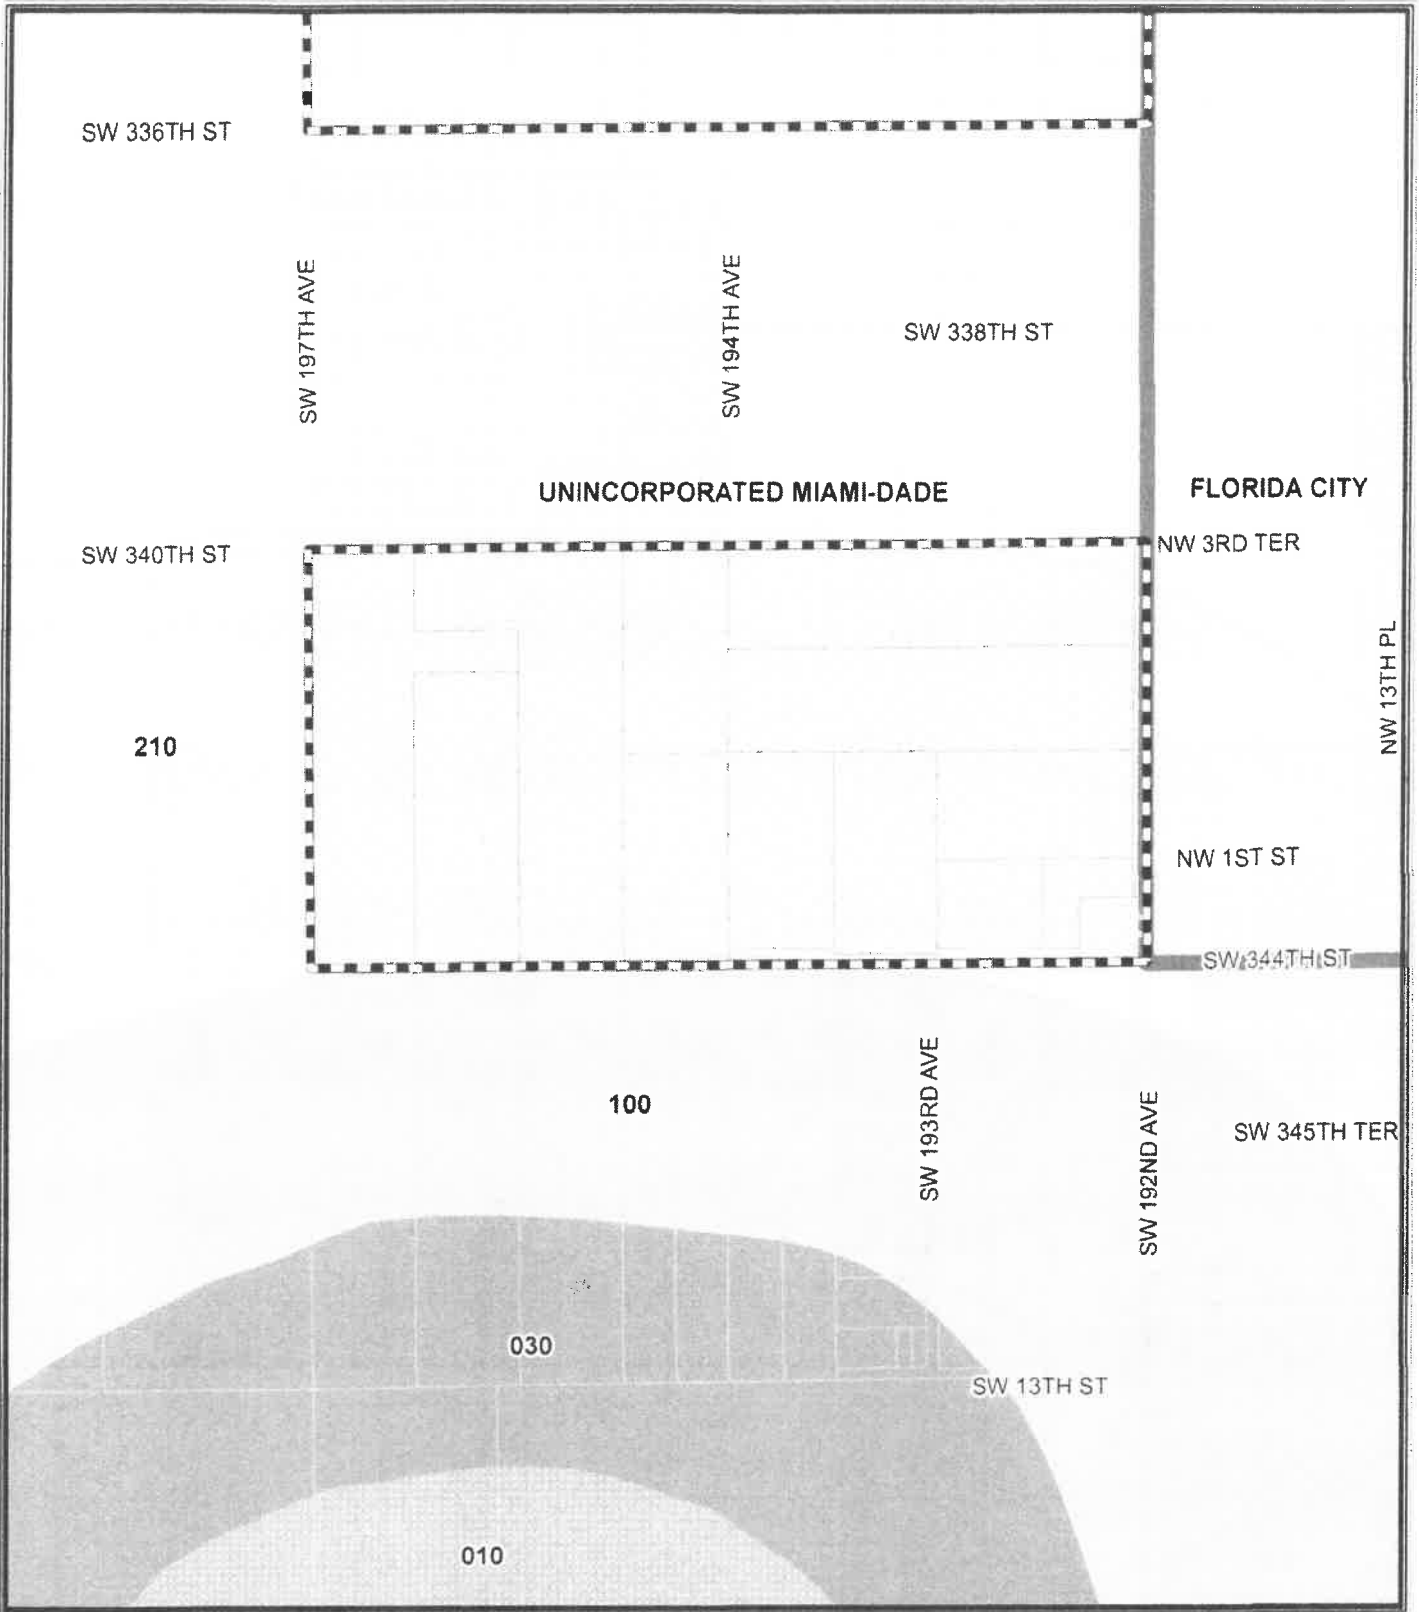 SW 336TH ST
SW 197TH AVE
SW 194TH AVE
SW 338TH ST
UNINCORPORATED MIAMI-DADE
FLORIDA CITY
SW 340TH ST
NW 3RD TER
NW 13TH PL
210
NW 1ST ST
SW 344TH ST
100
SW 193RD AVE
SW 192ND AVE
SW 345TH TER
030
SW 13TH ST
010